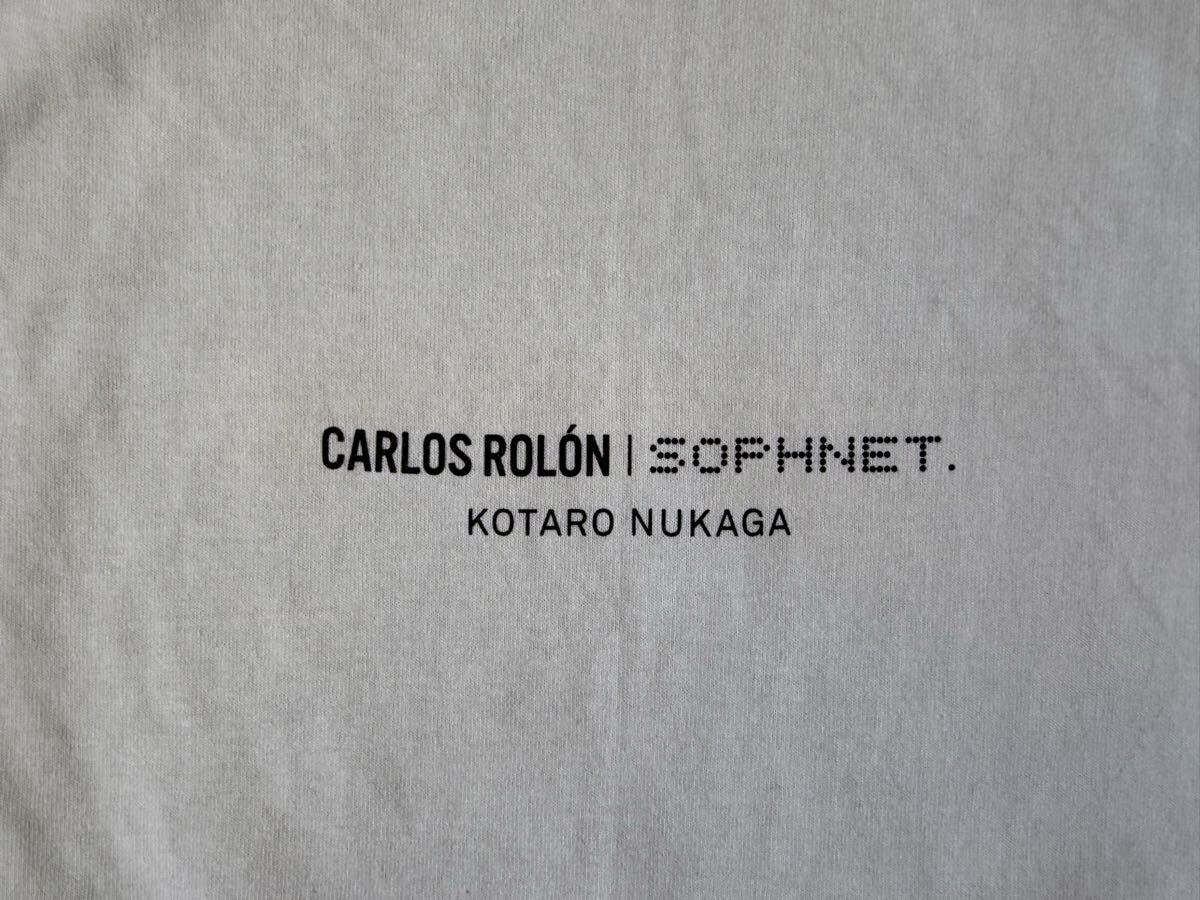 CARLOS ROLÓN | SOPHNET.
KOTARO NUKAGA